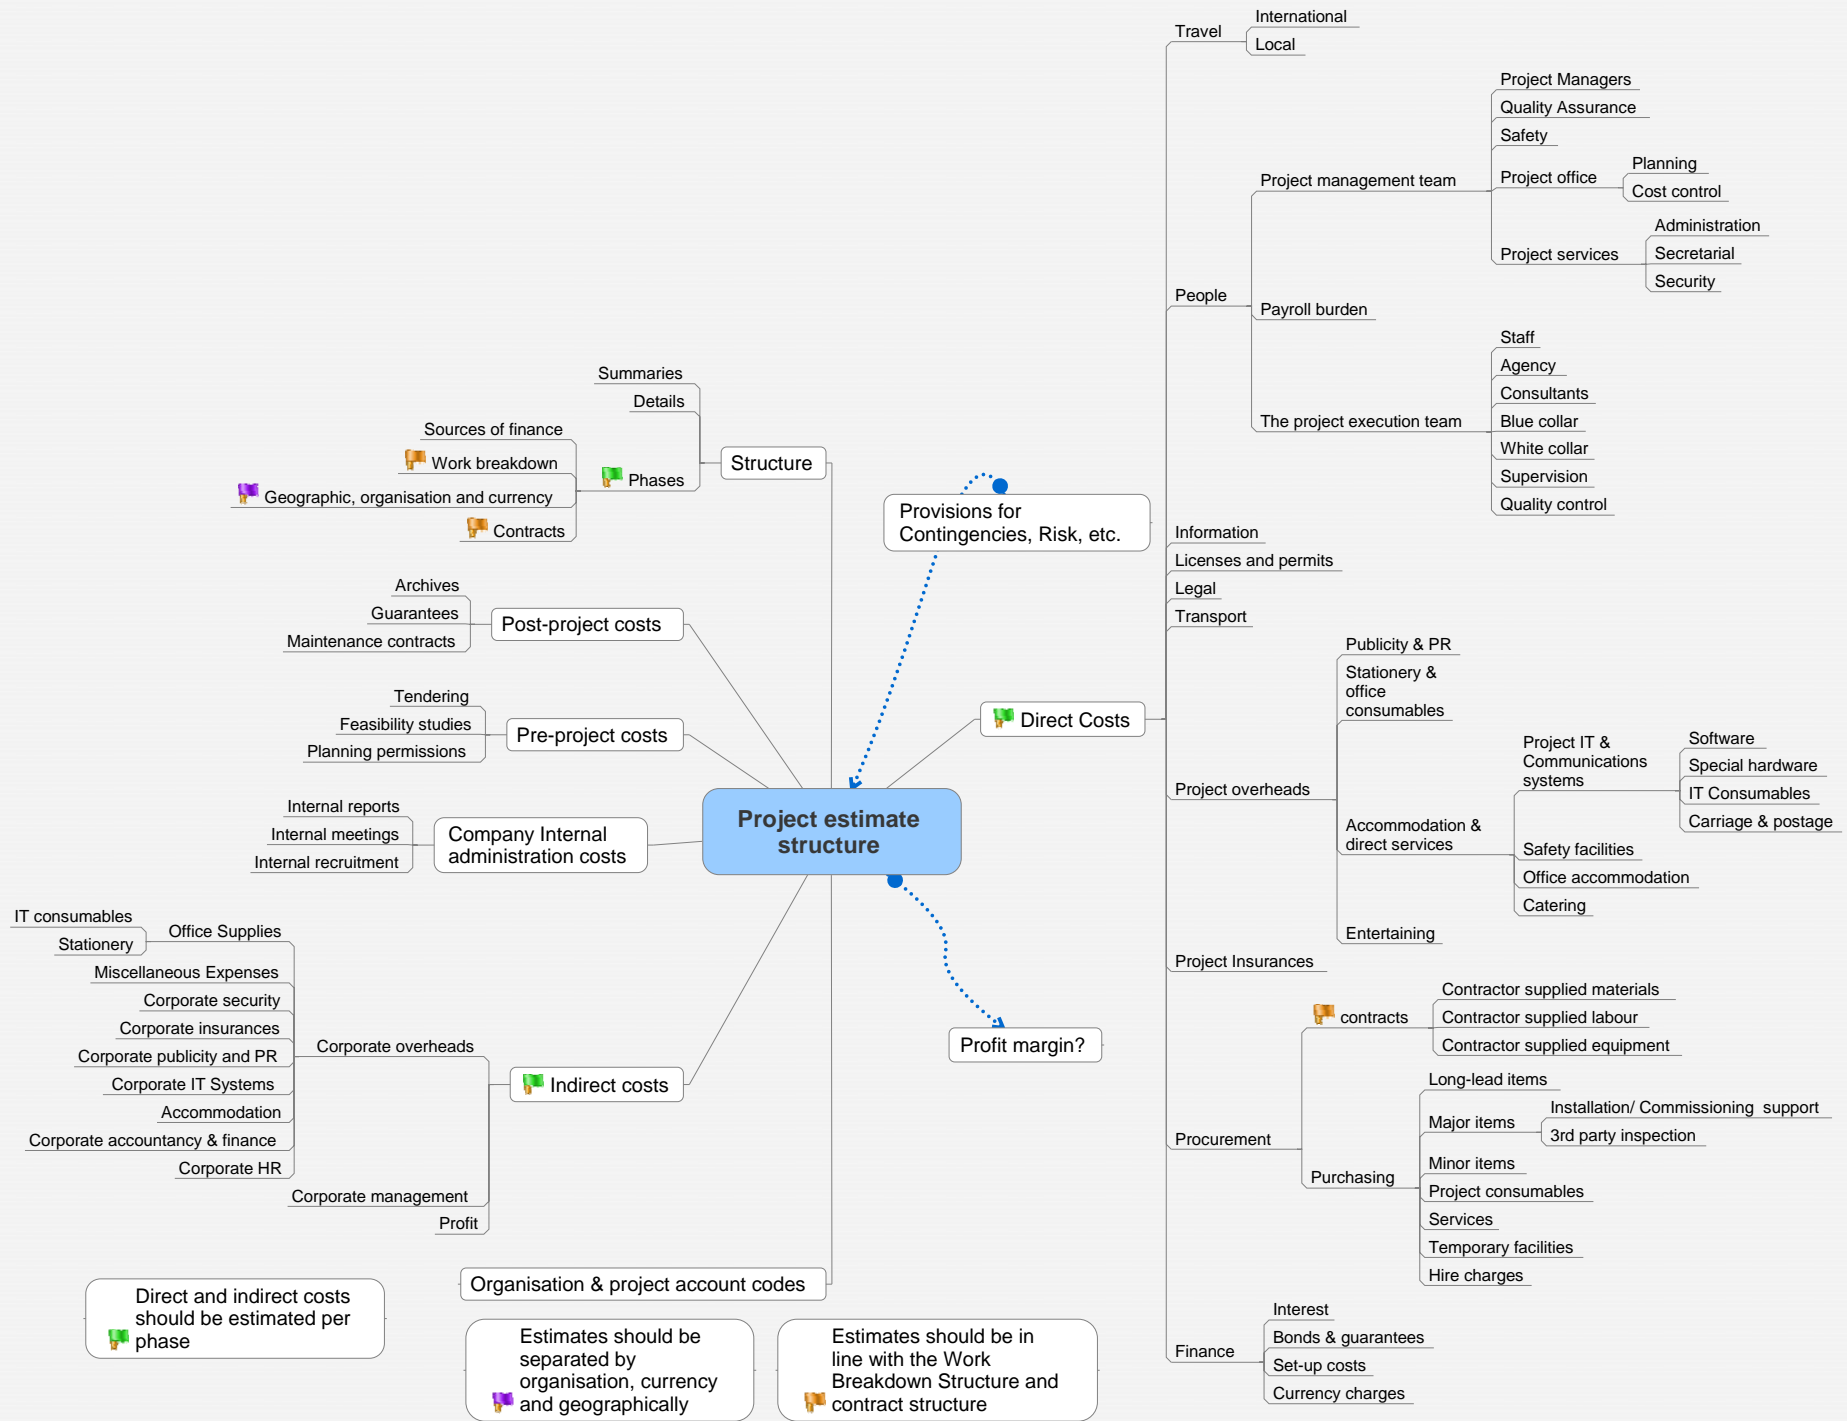 Project estimate
structure
Structure
Summaries
Details
Phases
Sources of finance
Work breakdown
Geographic, organisation and currency
Contracts
Post-project costs
Archives
Guarantees
Maintenance contracts
Pre-project costs
Tendering
Feasibility studies
Planning permissions
Company Internal
administration costs
Internal reports
Internal meetings
Internal recruitment
Indirect costs
Corporate overheads
Office Supplies
IT consumables
Stationery
Miscellaneous Expenses
Corporate security
Corporate insurances
Corporate publicity and PR
Corporate IT Systems
Accommodation
Corporate accountancy & finance
Corporate HR
Corporate management
Profit
Organisation & project account codes
Direct and indirect costs
should be estimated per
phase
Estimates should be
separated by
organisation, currency
and geographically
Estimates should be in
line with the Work
Breakdown Structure and
contract structure
Provisions for
Contingencies, Risk, etc.
Profit margin?
Direct Costs
Travel
International
Local
People
Project management team
Project Managers
Quality Assurance
Safety
Project office
Planning
Cost control
Project services
Administration
Secretarial
Security
Payroll burden
The project execution team
Staff
Agency
Consultants
Blue collar
White collar
Supervision
Quality control
Information
Licenses and permits
Legal
Transport
Project overheads
Publicity & PR
Stationery &
office
consumables
Accommodation &
direct services
Project IT &
Communications
systems
Software
Special hardware
IT Consumables
Carriage & postage
Safety facilities
Office accommodation
Catering
Entertaining
Project Insurances
Procurement
contracts
Contractor supplied materials
Contractor supplied labour
Contractor supplied equipment
Purchasing
Long-lead items
Major items
Installation/ Commissioning  support
3rd party inspection
Minor items
Project consumables
Services
Temporary facilities
Hire charges
Finance
Interest
Bonds & guarantees
Set-up costs
Currency charges